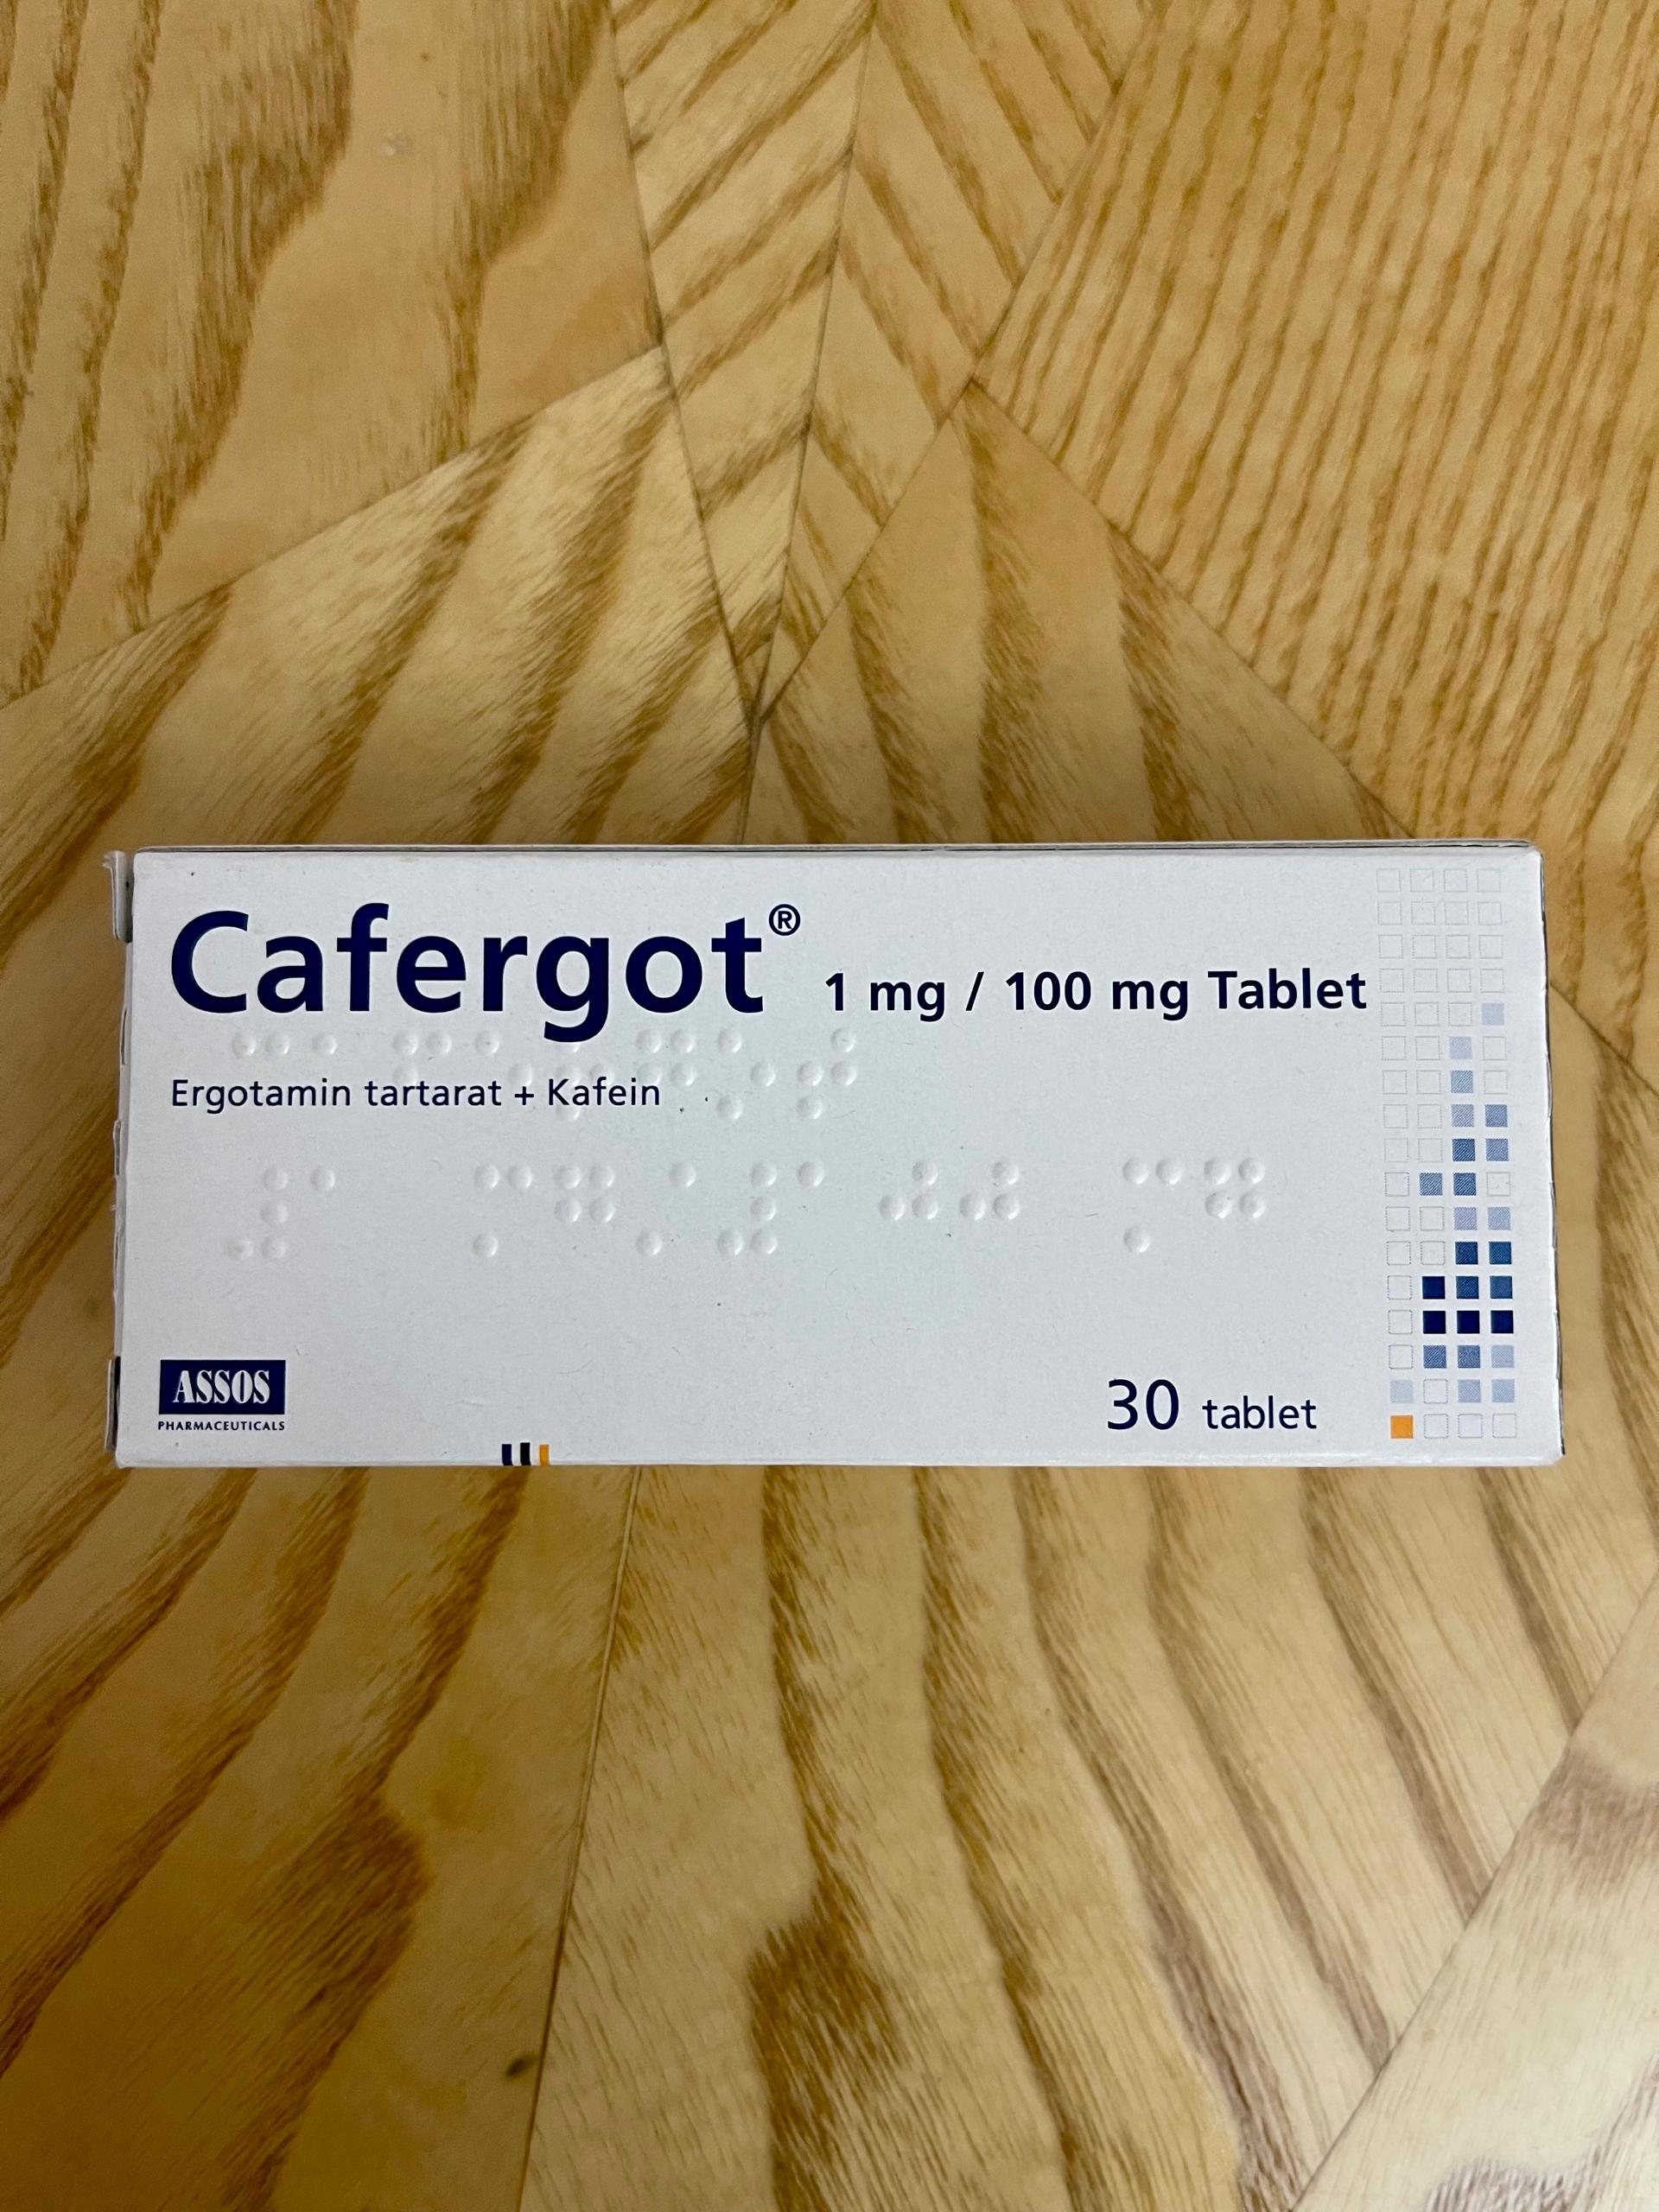 Cafergot® 1 mg / 100 mg Tablet
Ergotamin tartarat + Kafein
ASSOS
PHARMACEUTICALS
30 tablet